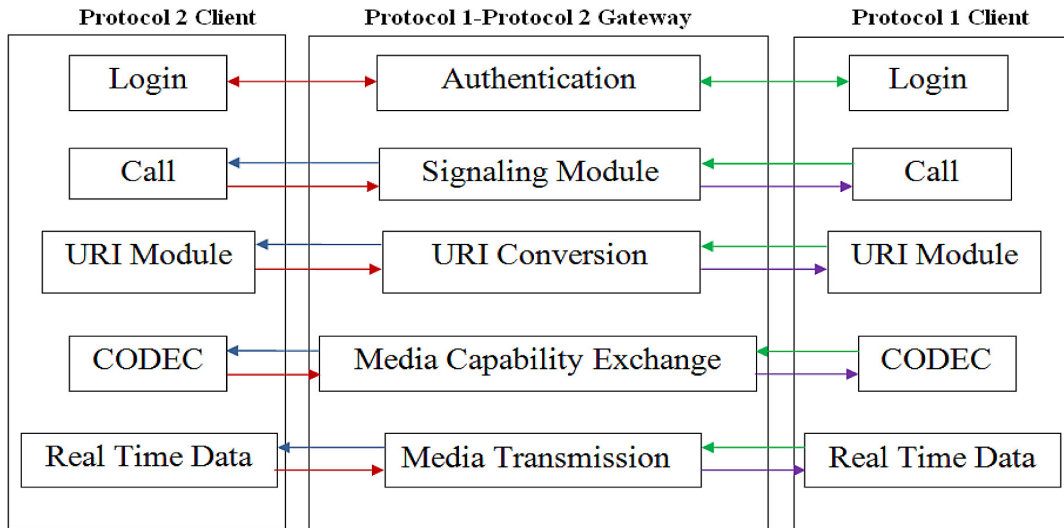 Protocol 2 Client
Protocol 1-Protocol 2 Gateway
Protocol 1 Client
Login
Authentication
Login
Call
Signaling Module
Call
URI Module
URI Conversion
URI Module
CODEC
Media Capability Exchange
CODEC
Real Time Data
Media Transmission
Real Time Data